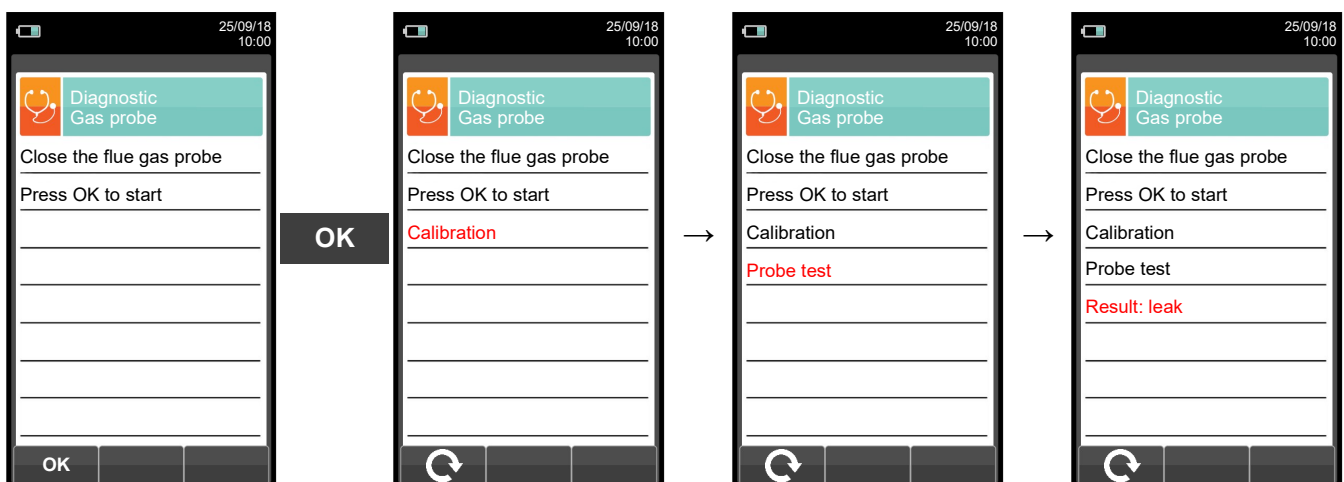 25/09/18
10:00
Diagnostic
Gas probe
Close the flue gas probe
Press OK to start
OK
OK
25/09/18
10:00
Diagnostic
Gas probe
Close the flue gas probe
Press OK to start
Calibration
→
25/09/18
10:00
Diagnostic
Gas probe
Close the flue gas probe
Press OK to start
Calibration
Probe test
→
25/09/18
10:00
Diagnostic
Gas probe
Close the flue gas probe
Press OK to start
Calibration
Probe test
Result: leak